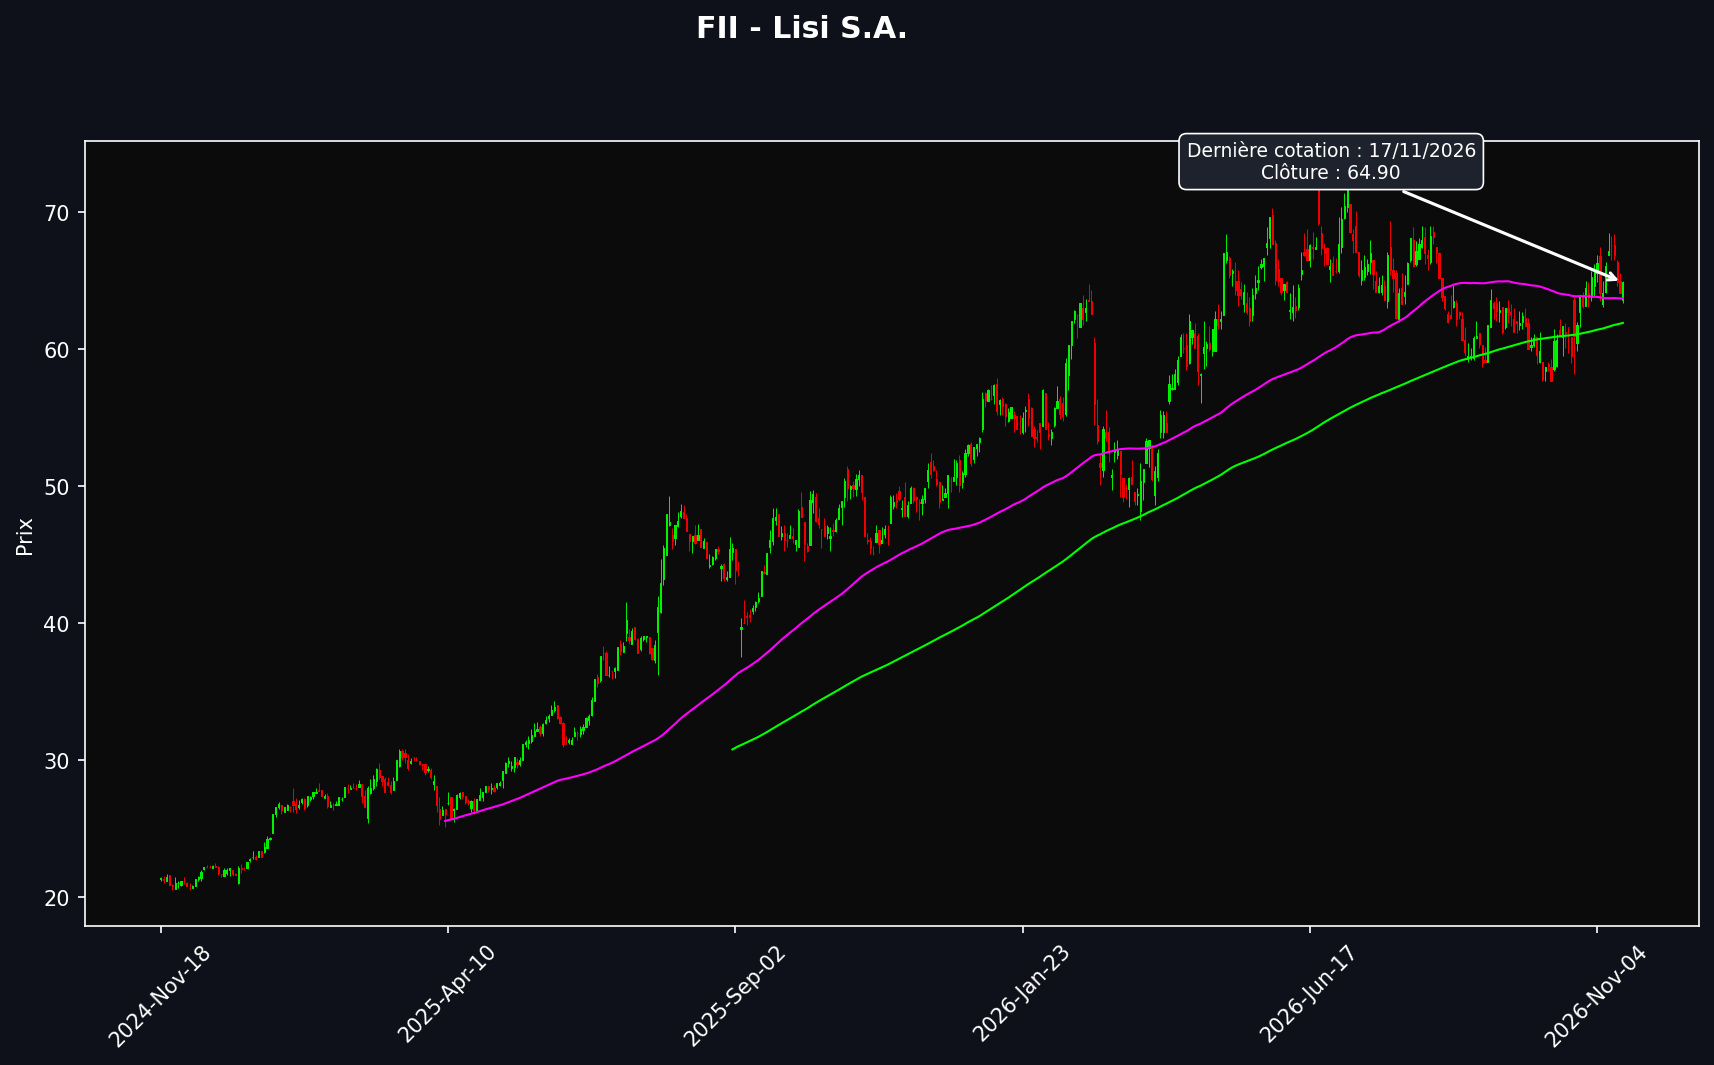 FII - Lisi S.A.
Dernière cotation : 17/11/2026
Clôture : 64.90
Prix
70
60
50
40
30
20
2024-Nov-18
2025-Apr-10
2025-Sep-02
2026-Jan-23
2026-Jun-17
2026-Nov-04